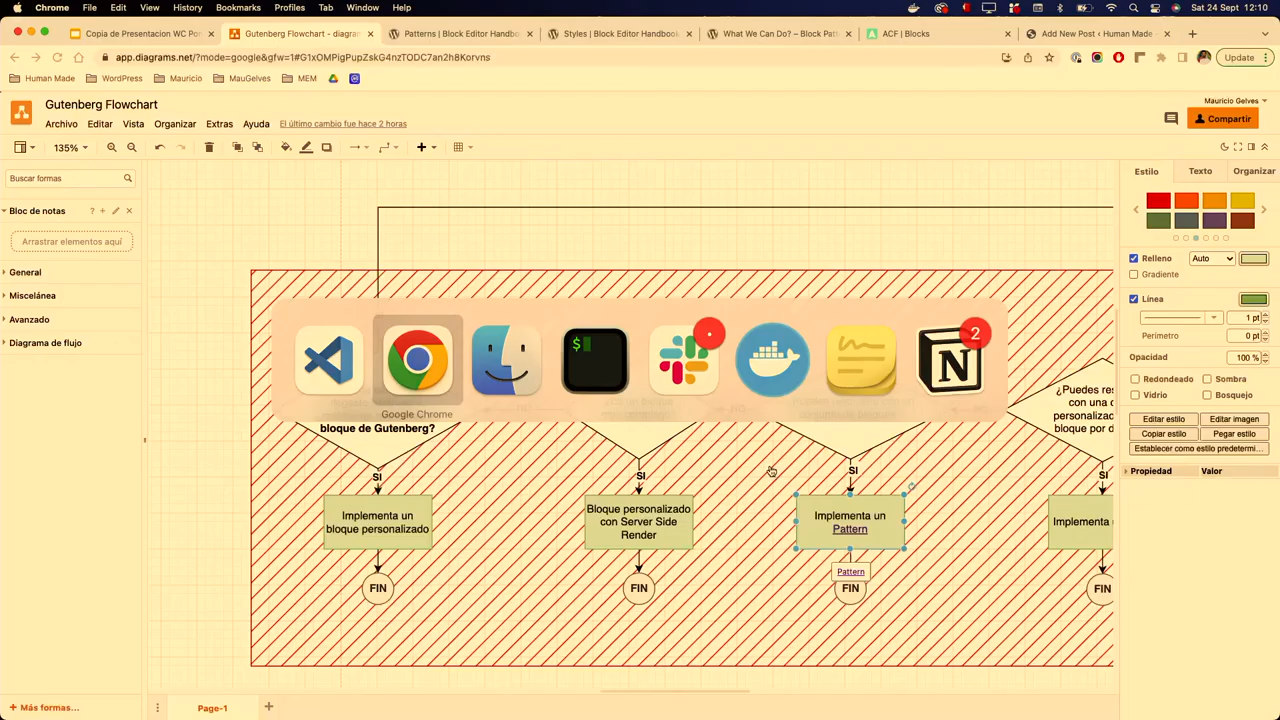 Chrome File Edit View History Bookmarks Profiles Tab Window Help Sat 24 Sept 12:10
Copia de Presentacion WC Por
Gutenberg Flowchart - diagra
Patterns | Block Editor Handbo
Styles | Block Editor Handbook
What We Can Do? – Block Pat
ACF | Blocks
Add New Post ‹ Human Made –
app.diagrams.net/?mode=google&gfw=1#G1xOMPigPupZskG4nzTODC7an2h8Korvns
Update
Human Made WordPress Mauricio MauGelves MEM
Gutenberg Flowchart
Mauricio Gelves
Archivo Editar Vista Organizar Extras Ayuda El último cambio fue hace 2 horas
Compartir
135%
Buscar formas
Estilo Texto Organizar
Bloc de notas ?
Arrastrar elementos aquí
General
Miscelánea
Avanzado
Diagrama de flujo
Relleno Auto
Gradiente
Línea
1 pt
Perímetro 0 pt
Opacidad 100 %
Redondeado Sombra
Vidrio Bosquejo
Editar estilo Editar imagen
Copiar estilo Pegar estilo
Establecer como estilo predetermi...
Propiedad Valor
$
N
2
Google Chrome
bloque de Gutenberg?
¿Puedes res
con una
personaliza
bloque por d
SI
SI
SI
SI
Implementa un
bloque personalizado
Bloque personalizado
con Server Side
Render
Implementa un
Pattern
Implementa
Pattern
FIN
FIN
FIN
FIN
Más formas...
Page-1